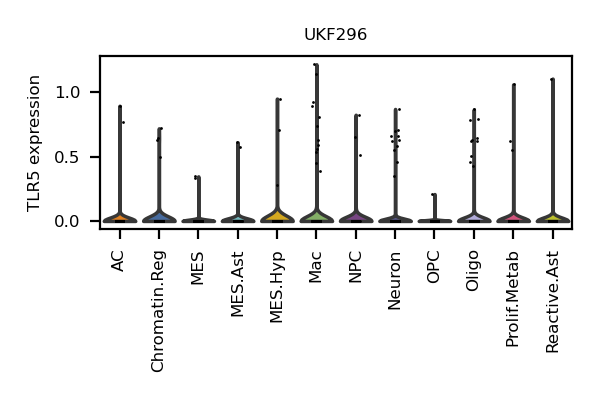 UKF296
TLR5 expression
1.0
0.5
0.0
AC
Chromatin.Reg
MES
MES.Ast
MES.Hyp
Mac
NPC
Neuron
OPC
Oligo
Prolif.Metab
Reactive.Ast